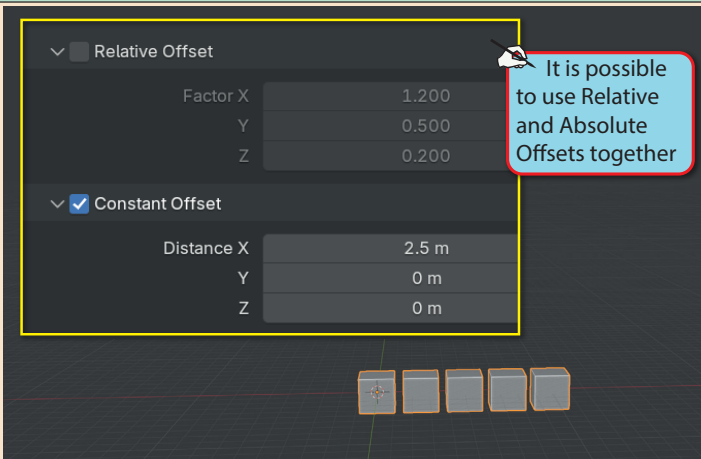 Relative Offset
Factor X 1.200
Y 0.500
Z 0.200
Constant Offset
Distance X 2.5 m
Y 0 m
Z 0 m
It is possible
to use Relative
and Absolute
Offsets together